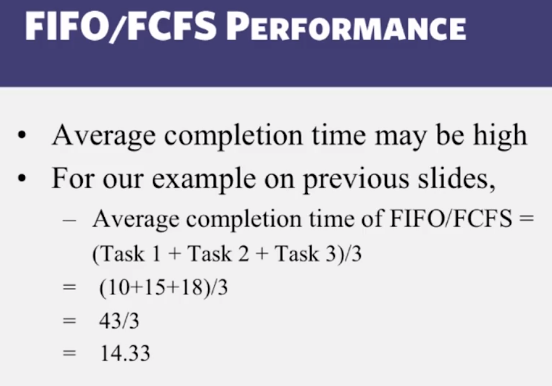 FIFO/FCFS PERFORMANCE
• Average completion time may be high
• For our example on previous slides,
– Average completion time of FIFO/FCFS =
(Task 1 + Task 2 + Task 3)/3
= (10+15+18)/3
= 43/3
= 14.33